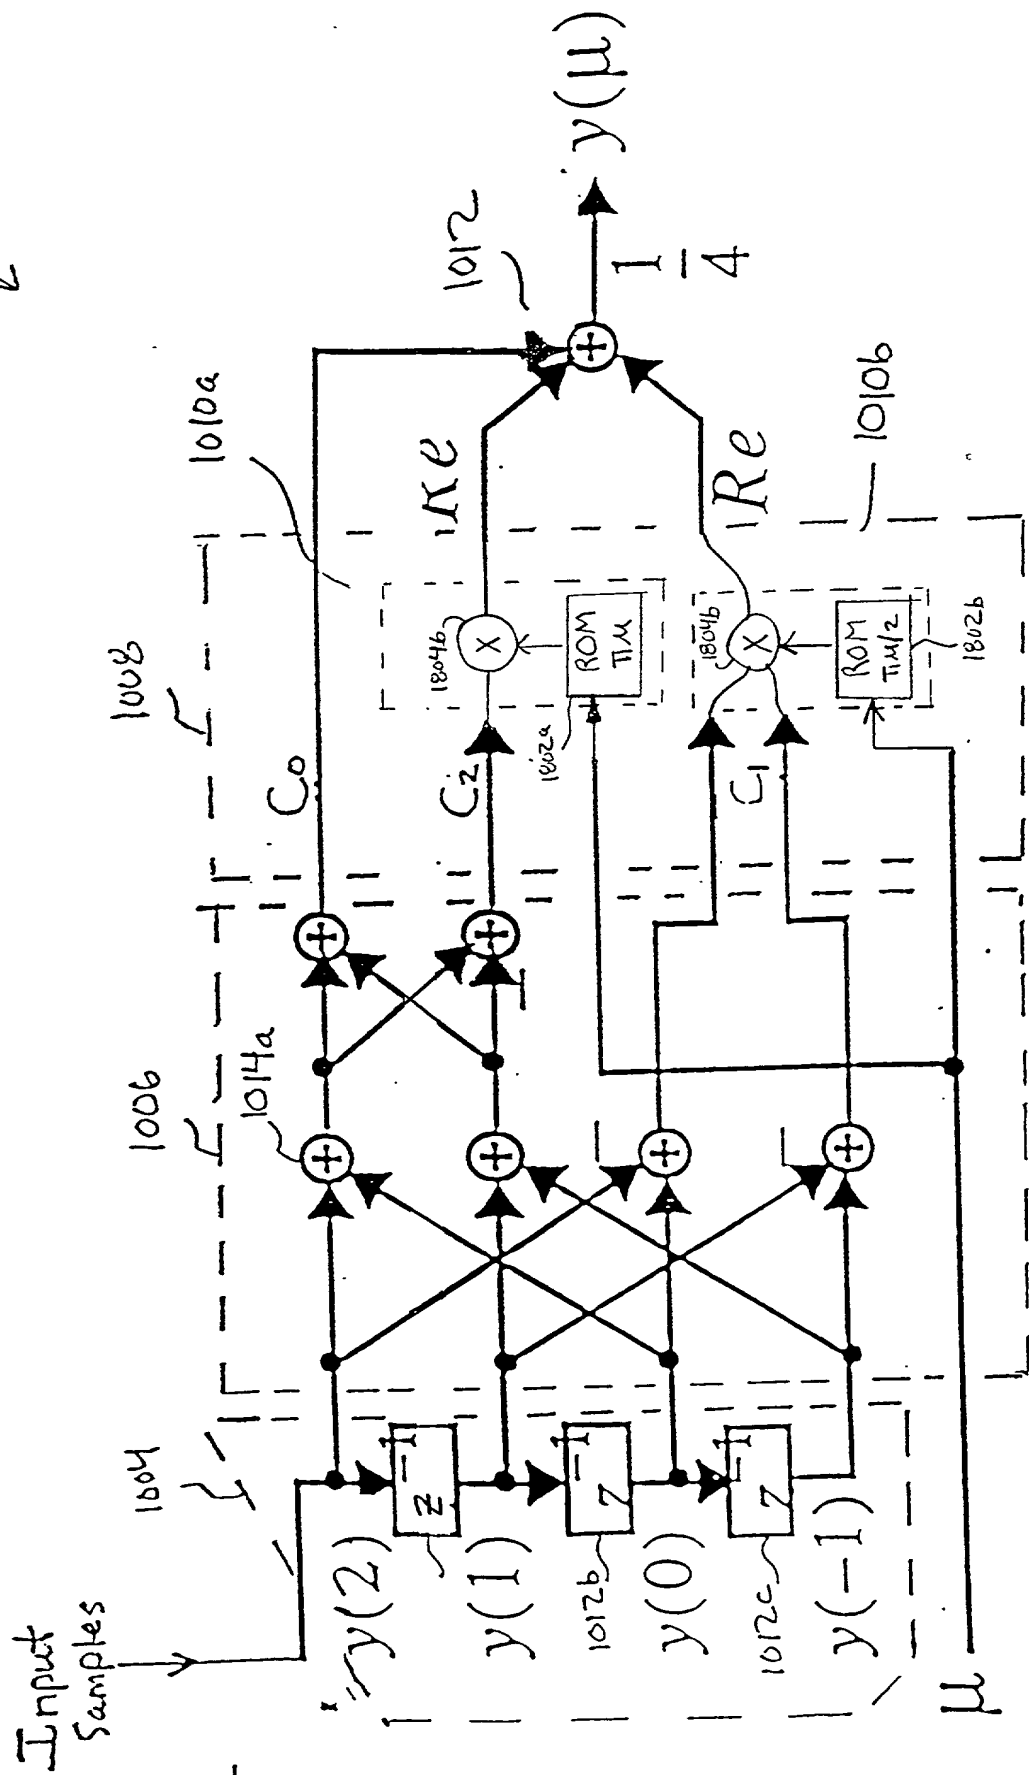 Input
Samples
1004
1006
1008
1010a
1012
1014a
C0
C2
C1
y(2)
z-1
y(1)
z-1
1012b
y(0)
z-1
1012c
y(-1)
μ
1804b
ROM
πμ
1802a
1804b
ROM
πμ/2
1802b
Re
Re
1010b
1
4
y(μ)